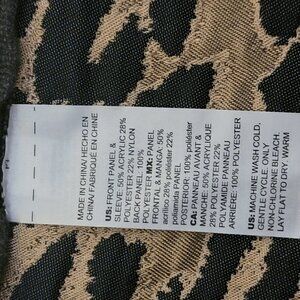 MADE IN CHINA/HECHO EN
CHINA/ FABRIQUÉ EN CHINE
US: FRONT PANEL &
SLEEVE: 50% ACRYLIC 28%
POLYESTER 22% NYLON
BACK PANEL: 100%
POLYESTER MX: PANEL
FRONTAL & MANGA: 50%
acrilico 28% poliéster 22%
poliamida PANEL
POSTERIOR: 100% poliéster
CA: PANNEAU AVANT &
MANCHE: 50% ACRYLIQUE
28% POLYESTER 22%
POLYAMIDE PANNEAU
ARRIÈRE: 100% POLYESTER
US: MACHINE WASH COLD,
GENTLE CYCLE. ONLY
NON-CHLORINE BLEACH.
LAY FLAT TO DRY. WARM